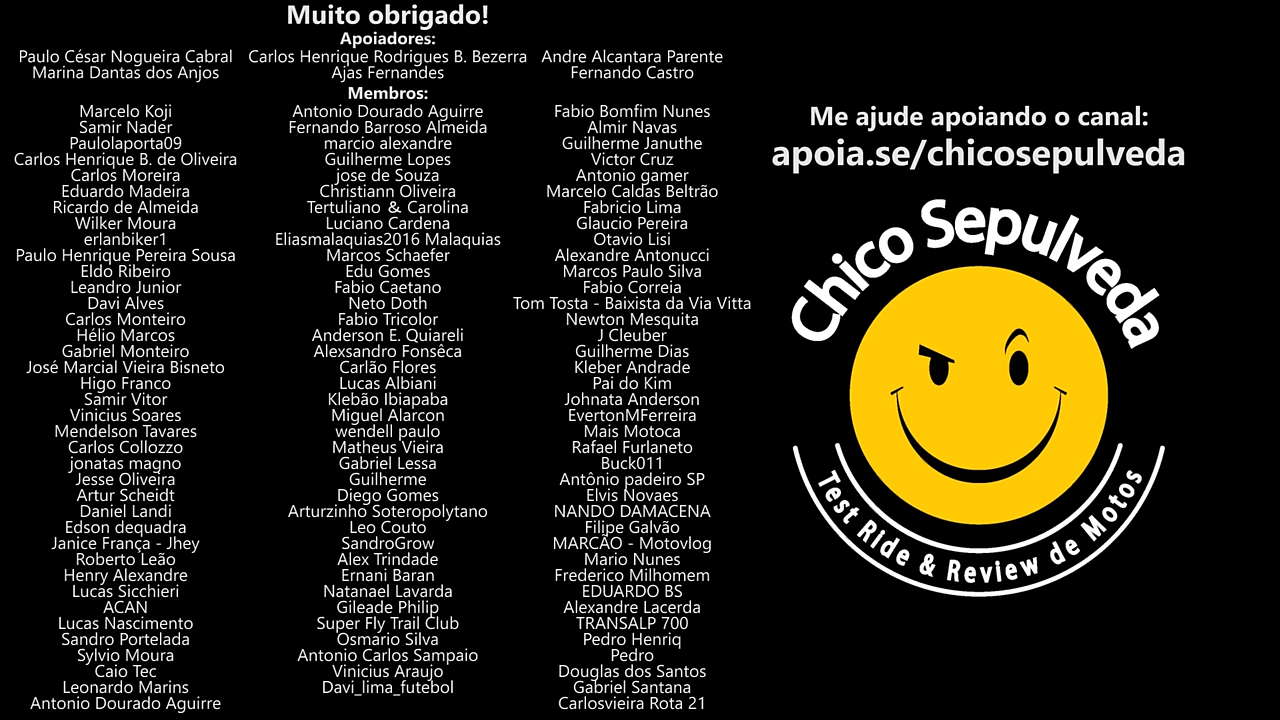 Muito obrigado!
Apoiadores:
Paulo César Nogueira Cabral
Carlos Henrique Rodrigues B. Bezerra
Andre Alcantara Parente
Marina Dantas dos Anjos
Ajas Fernandes
Fernando Castro
Membros:
Marcelo Koji
Samir Nader
Paulolaporta09
Carlos Henrique B. de Oliveira
Carlos Moreira
Eduardo Madeira
Ricardo de Almeida
Wilker Moura
erlanbiker1
Paulo Henrique Pereira Sousa
Eldo Ribeiro
Leandro Junior
Davi Alves
Carlos Monteiro
Hélio Marcos
Gabriel Monteiro
José Marcial Vieira Bisneto
Higo Franco
Samir Vitor
Vinicius Soares
Mendelson Tavares
Carlos Collozzo
jonatas magno
Jesse Oliveira
Artur Scheidt
Daniel Landi
Edson dequadra
Janice França - Jhey
Roberto Leão
Henry Alexandre
Lucas Sicchieri
ACAN
Lucas Nascimento
Sandro Portelada
Sylvio Moura
Caio Tec
Leonardo Marins
Antonio Dourado Aguirre
Antonio Dourado Aguirre
Fernando Barroso Almeida
marcio alexandre
Guilherme Lopes
jose de Souza
Christiann Oliveira
Tertuliano & Carolina
Luciano Cardena
Eliasmalaquias2016 Malaquias
Marcos Schaefer
Edu Gomes
Fabio Caetano
Neto Doth
Fabio Tricolor
Anderson E. Quiareli
Alexsandro Fonsêca
Carlão Flores
Lucas Albiani
Klebão Ibiapaba
Miguel Alarcon
wendell paulo
Matheus Vieira
Gabriel Lessa
Guilherme
Diego Gomes
Arturzinho Soteropolytano
Leo Couto
SandroGrow
Alex Trindade
Ernani Baran
Natanael Lavarda
Gileade Philip
Super Fly Trail Club
Osmario Silva
Antonio Carlos Sampaio
Vinicius Araujo
Davi_lima_futebol
Fabio Bomfim Nunes
Almir Navas
Guilherme Januthe
Victor Cruz
Antonio gamer
Marcelo Caldas Beltrão
Fabricio Lima
Glaucio Pereira
Otavio Lisi
Alexandre Antonucci
Marcos Paulo Silva
Fabio Correia
Tom Tosta - Baixista da Via Vitta
Newton Mesquita
J Cleuber
Guilherme Dias
Kleber Andrade
Pai do Kim
Johnata Anderson
EvertonMFerreira
Mais Motoca
Rafael Furlaneto
Buck011
Antônio padeiro SP
Elvis Novaes
NANDO DAMACENA
Filipe Galvão
MARCÃO - Motovlog
Mario Nunes
Frederico Milhomem
EDUARDO BS
Alexandre Lacerda
TRANSALP 700
Pedro Henriq
Pedro
Douglas dos Santos
Gabriel Santana
Carlosvieira Rota 21
Me ajude apoiando o canal:
apoia.se/chicosepulveda
Chico Sepulveda
Test Ride & Review de Motos